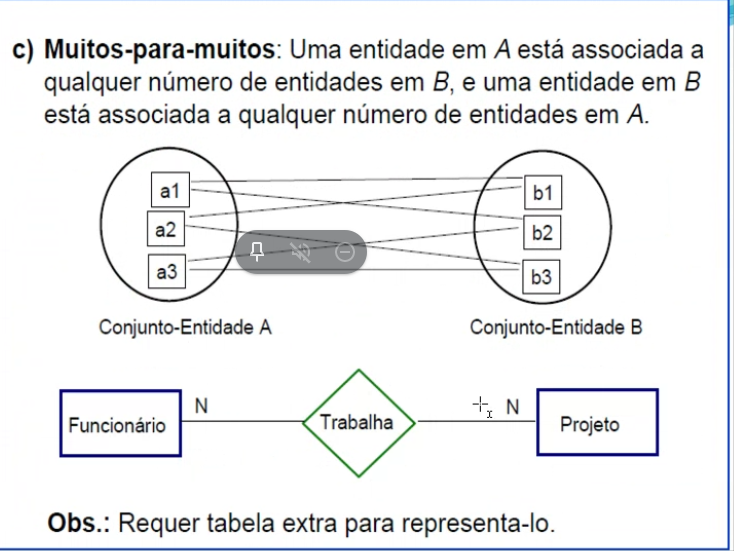 c) Muitos-para-muitos: Uma entidade em A está associada a
qualquer número de entidades em B, e uma entidade em B
está associada a qualquer número de entidades em A.
a1
b1
a2
b2
a3
b3
Conjunto-Entidade A
Conjunto-Entidade B
N
N
Funcionário
Trabalha
Projeto
Obs.: Requer tabela extra para representa-lo.